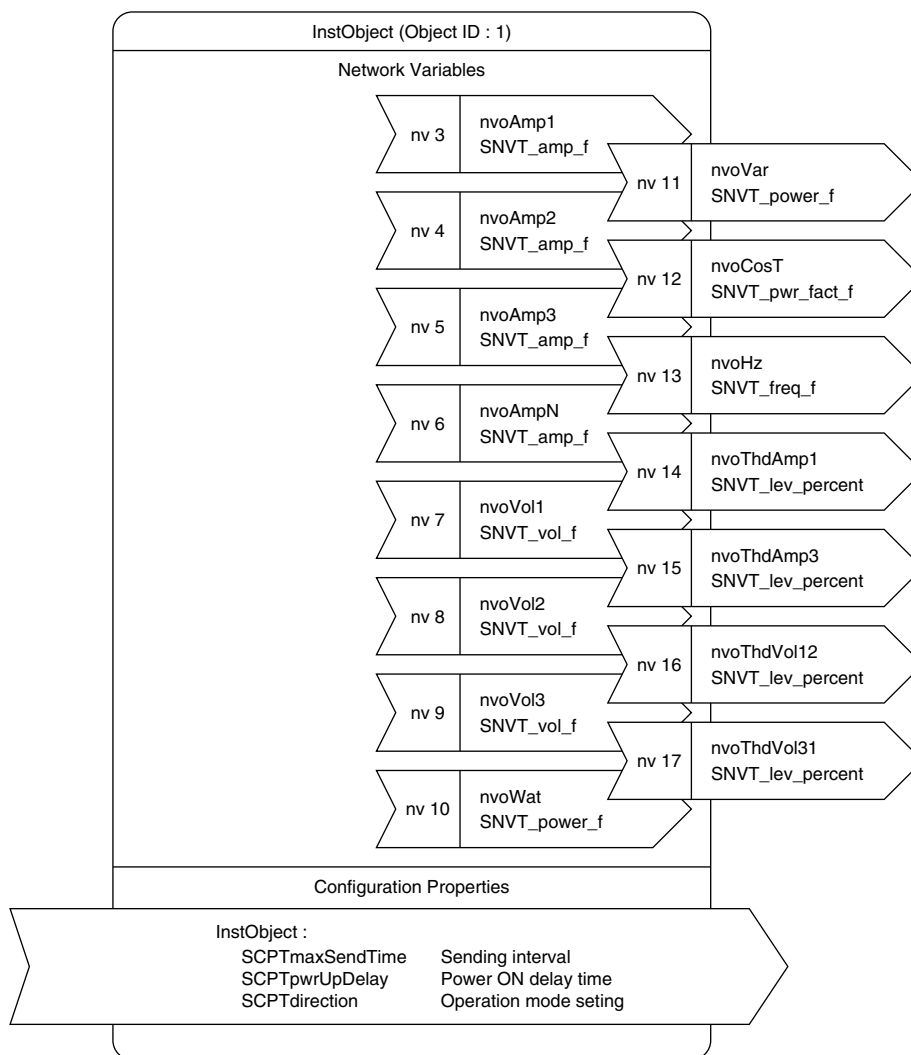 InstObject (Object ID : 1)
Network Variables
nv 3 nvoAmp1
SNVT_amp_f
nv 4 nvoAmp2
SNVT_amp_f
nv 5 nvoAmp3
SNVT_amp_f
nv 6 nvoAmpN
SNVT_amp_f
nv 7 nvoVol1
SNVT_vol_f
nv 8 nvoVol2
SNVT_vol_f
nv 9 nvoVol3
SNVT_vol_f
nv 10 nvoWat
SNVT_power_f
nv 11 nvoVar
SNVT_power_f
nv 12 nvoCosT
SNVT_pwr_fact_f
nv 13 nvoHz
SNVT_freq_f
nv 14 nvoThdAmp1
SNVT_lev_percent
nv 15 nvoThdAmp3
SNVT_lev_percent
nv 16 nvoThdVol12
SNVT_lev_percent
nv 17 nvoThdVol31
SNVT_lev_percent
Configuration Properties
InstObject :
SCPTmaxSendTime Sending interval
SCPTpwrUpDelay Power ON delay time
SCPTdirection Operation mode seting